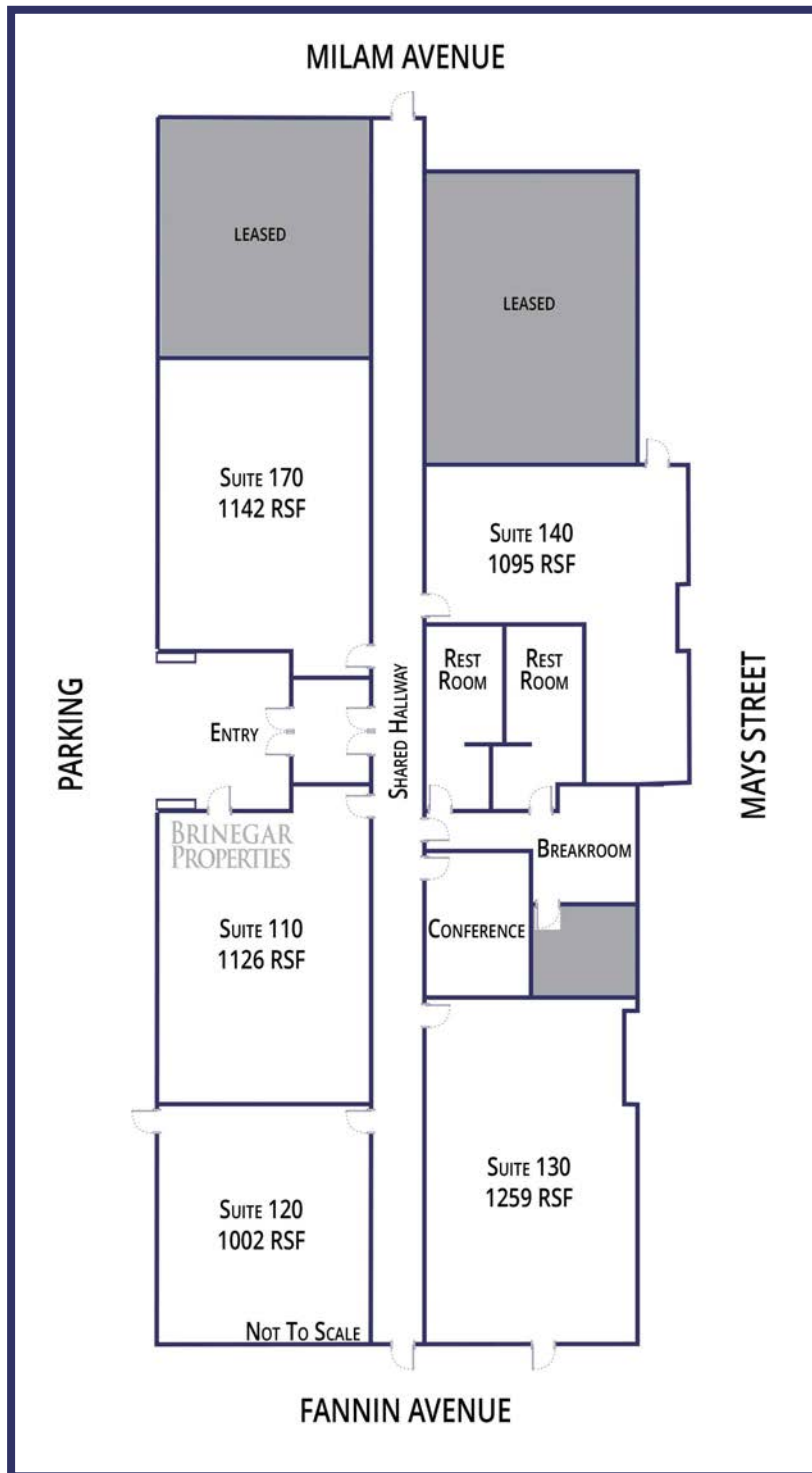 MILAM AVENUE
LEASED
LEASED
SUITE 170
1142 RSF
SUITE 140
1095 RSF
REST
ROOM
REST
ROOM
PARKING
ENTRY
SHARED HALLWAY
MAYS STREET
BRINEGAR
PROPERTIES
BREAKROOM
SUITE 110
1126 RSF
CONFERENCE
SUITE 130
1259 RSF
SUITE 120
1002 RSF
NOT TO SCALE
FANNIN AVENUE